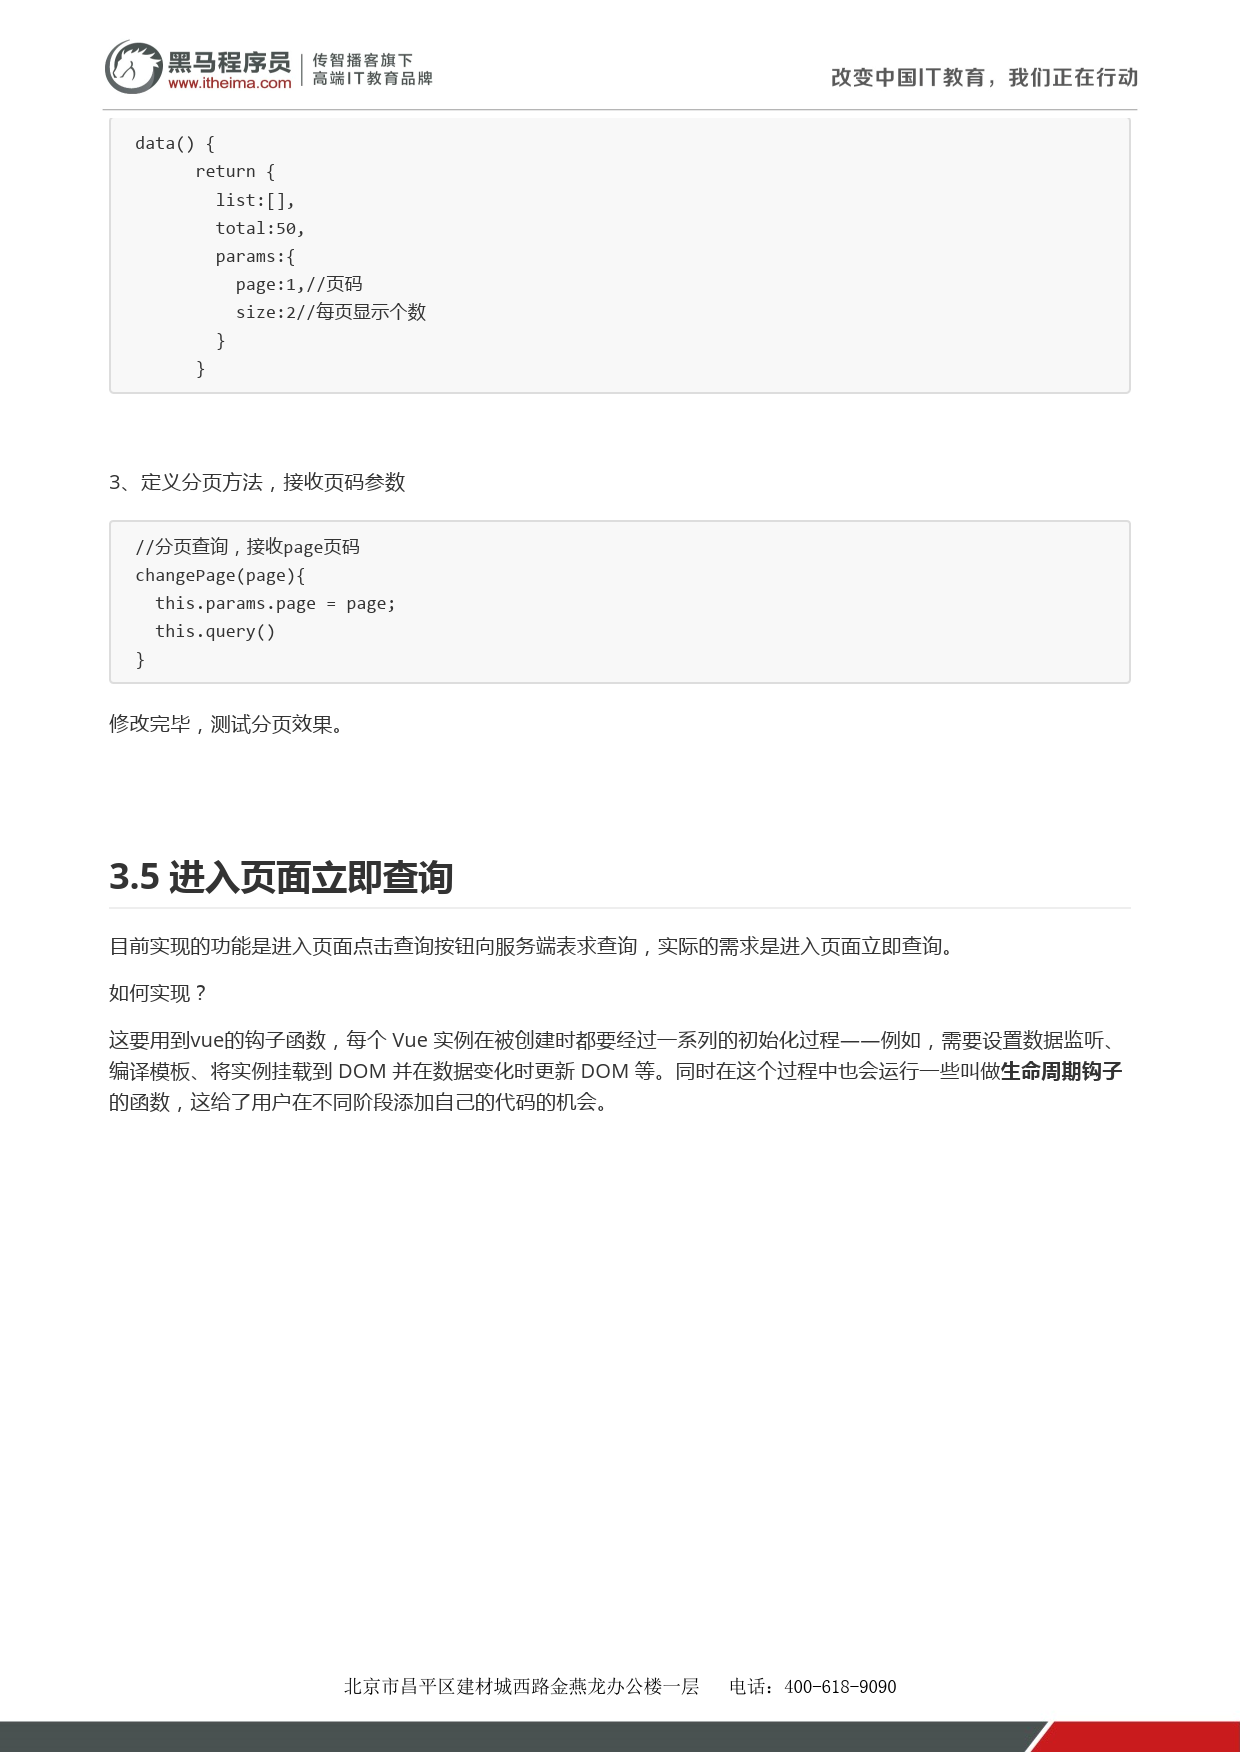 黑马程序员
www.itheima.com
传智播客旗下
高端IT教育品牌
改变中国IT教育，我们正在行动
data() {
return {
list:[],
total:50,
params:{
page:1,//页码
size:2//每页显示个数
}
}
3、定义分页方法，接收页码参数
//分页查询，接收page页码
changePage(page){
this.params.page = page;
this.query()
}
修改完毕，测试分页效果。
3.5 进入页面立即查询
目前实现的功能是进入页面点击查询按钮向服务端表求查询，实际的需求是进入页面立即查询。
如何实现？
这要用到vue的钩子函数，每个 Vue 实例在被创建时都要经过一系列的初始化过程——例如，需要设置数据监听、
编译模板、将实例挂载到 DOM 并在数据变化时更新 DOM 等。同时在这个过程中也会运行一些叫做生命周期钩子
的函数，这给了用户在不同阶段添加自己的代码的机会。
北京市昌平区建材城西路金燕龙办公楼一层 电话：400-618-9090